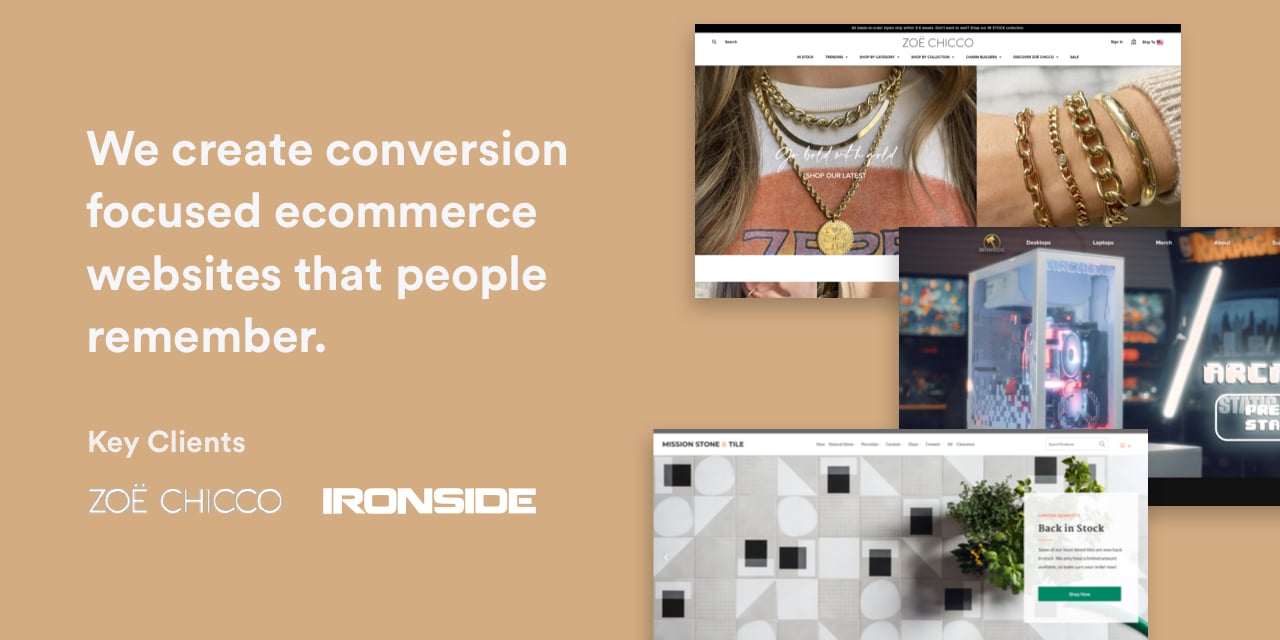 We create conversion
focused ecommerce
websites that people
remember.
Key Clients
ZOË CHICCO
IRONSIDE
All made-to-order styles ship within 3-4 weeks. Don't want to wait? Shop our IN STOCK collection.
Search
ZOË CHICCO
Sign In
Ship To
IN STOCK TRENDING SHOP BY CATEGORY SHOP BY COLLECTION CHARM BUILDERS DISCOVER ZOË CHICCO SALE
Go bold with gold
SHOP OUR LATEST
Desktops Laptops Merch About
ARCA
STATIC
PRE
STA
MISSION STONE & TILE
New Natural Stone Porcelain Ceramic Glass Cement All Clearance
Search Products
LIMITED QUANTITY
Back in Stock
Some of our most-loved tiles are now back
in stock. We only have a limited amount
available, so make sure your order now!
Shop Now